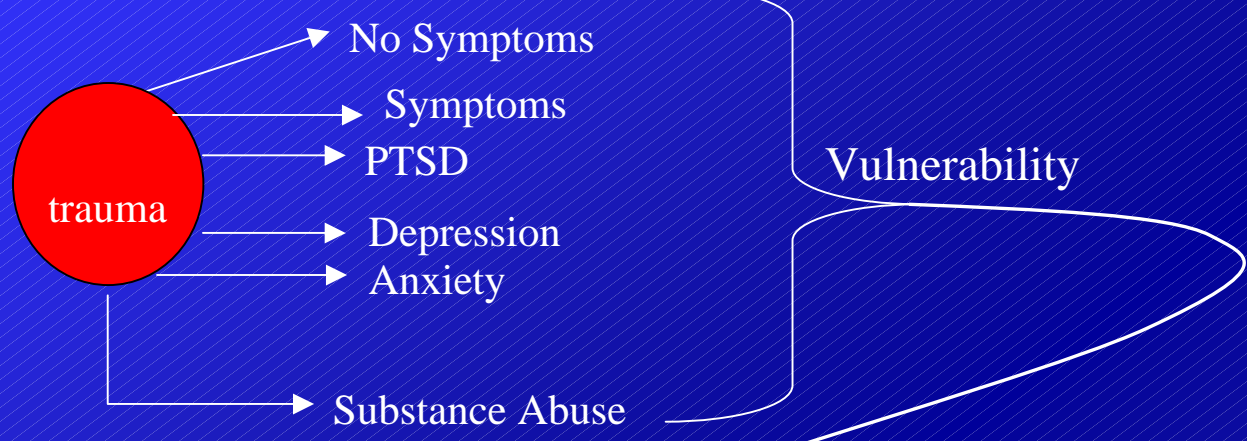 No Symptoms
Symptoms
PTSD
Vulnerability
trauma
Depression
Anxiety
Substance Abuse